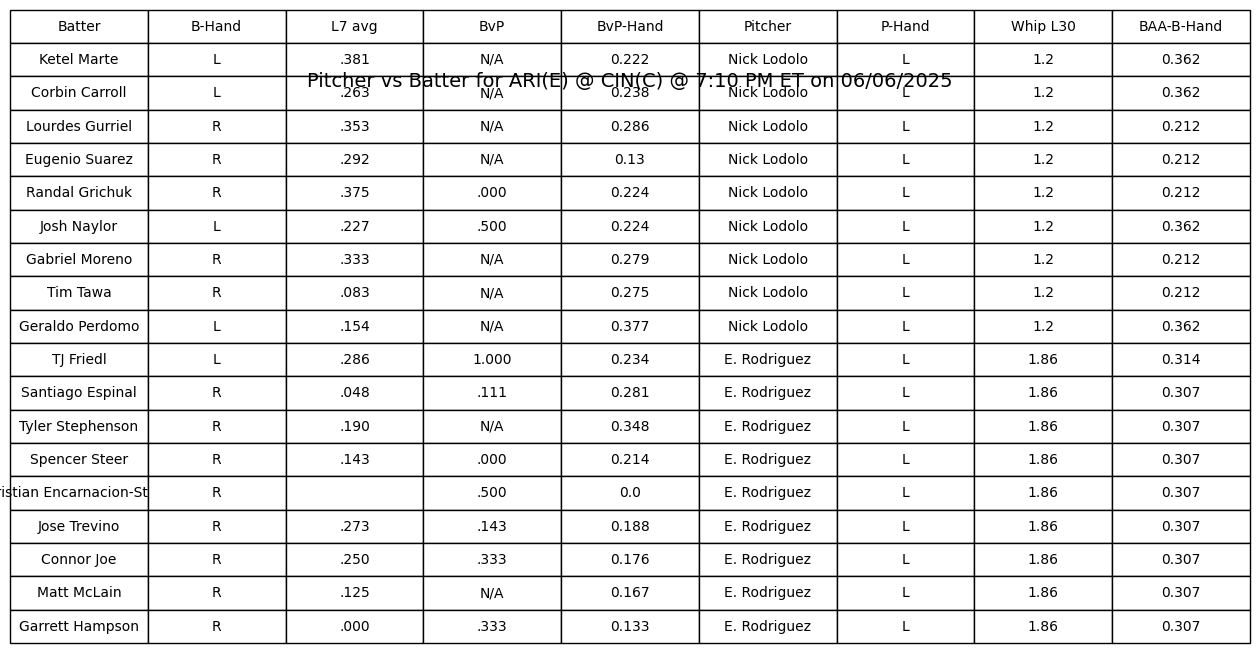 Batter B-Hand L7 avg BvP BvP-Hand Pitcher P-Hand Whip L30 BAA-B-Hand
Ketel Marte L .381 N/A 0.222 Nick Lodolo L 1.2 0.362
Pitcher vs Batter for ARI(E) @ CIN(C) @ 7:10 PM ET on 06/06/2025
Corbin Carroll L .263 N/A 0.238 Nick Lodolo L 1.2 0.362
Lourdes Gurriel R .353 N/A 0.286 Nick Lodolo L 1.2 0.212
Eugenio Suarez R .292 N/A 0.13 Nick Lodolo L 1.2 0.212
Randal Grichuk R .375 .000 0.224 Nick Lodolo L 1.2 0.212
Josh Naylor L .227 .500 0.224 Nick Lodolo L 1.2 0.362
Gabriel Moreno R .333 N/A 0.279 Nick Lodolo L 1.2 0.212
Tim Tawa R .083 N/A 0.275 Nick Lodolo L 1.2 0.212
Geraldo Perdomo L .154 N/A 0.377 Nick Lodolo L 1.2 0.362
TJ Friedl L .286 1.000 0.234 E. Rodriguez L 1.86 0.314
Santiago Espinal R .048 .111 0.281 E. Rodriguez L 1.86 0.307
Tyler Stephenson R .190 N/A 0.348 E. Rodriguez L 1.86 0.307
Spencer Steer R .143 .000 0.214 E. Rodriguez L 1.86 0.307
istian Encarnacion-St R .500 0.0 E. Rodriguez L 1.86 0.307
Jose Trevino R .273 .143 0.188 E. Rodriguez L 1.86 0.307
Connor Joe R .250 .333 0.176 E. Rodriguez L 1.86 0.307
Matt McLain R .125 N/A 0.167 E. Rodriguez L 1.86 0.307
Garrett Hampson R .000 .333 0.133 E. Rodriguez L 1.86 0.307